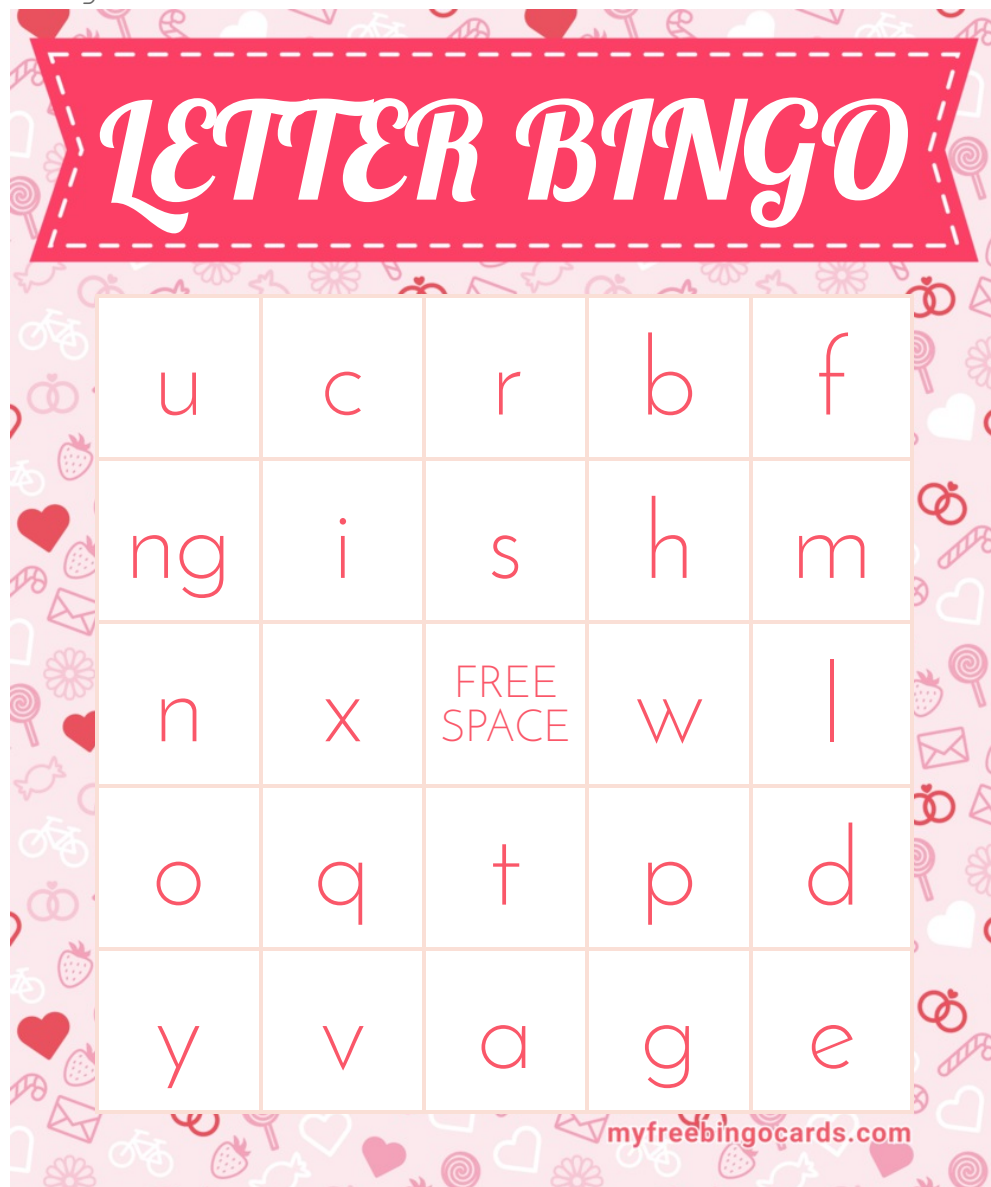 LETTER BINGO
u c r b f
ng i s h m
n x FREE SPACE w l
o q t p d
y v a g e
myfreebingocards.com